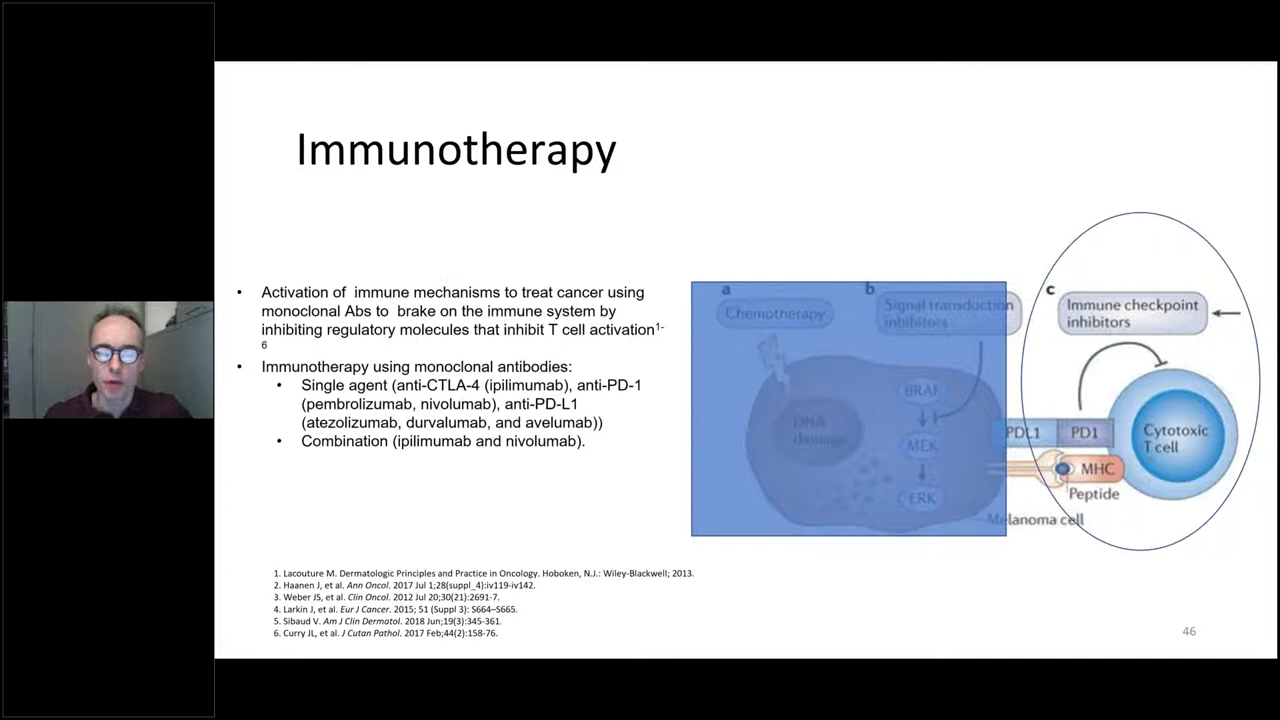 Immunotherapy
• Activation of immune mechanisms to treat cancer using
monoclonal Abs to brake on the immune system by
inhibiting regulatory molecules that inhibit T cell activation1-
6
• Immunotherapy using monoclonal antibodies:
• Single agent (anti-CTLA-4 (ipilimumab), anti-PD-1
(pembrolizumab, nivolumab), anti-PD-L1
(atezolizumab, durvalumab, and avelumab))
• Combination (ipilimumab and nivolumab).
a
Chemotherapy
DNA
damage
b
Signal transduction
inhibitors
BRAF
MEK
ERK
c
Immune checkpoint
inhibitors
PDL1
PD1
Cytotoxic
T cell
MHC
Peptide
Melanoma cell
1. Lacouture M. Dermatologic Principles and Practice in Oncology. Hoboken, N.J.: Wiley-Blackwell; 2013.
2. Haanen J, et al. Ann Oncol. 2017 Jul 1;28(suppl_4):iv119-iv142.
3. Weber JS, et al. Clin Oncol. 2012 Jul 20;30(21):2691-7.
4. Larkin J, et al. Eur J Cancer. 2015; 51 (Suppl 3): S664–S665.
5. Sibaud V. Am J Clin Dermatol. 2018 Jun;19(3):345-361.
6. Curry JL, et al. J Cutan Pathol. 2017 Feb;44(2):158-76.
46